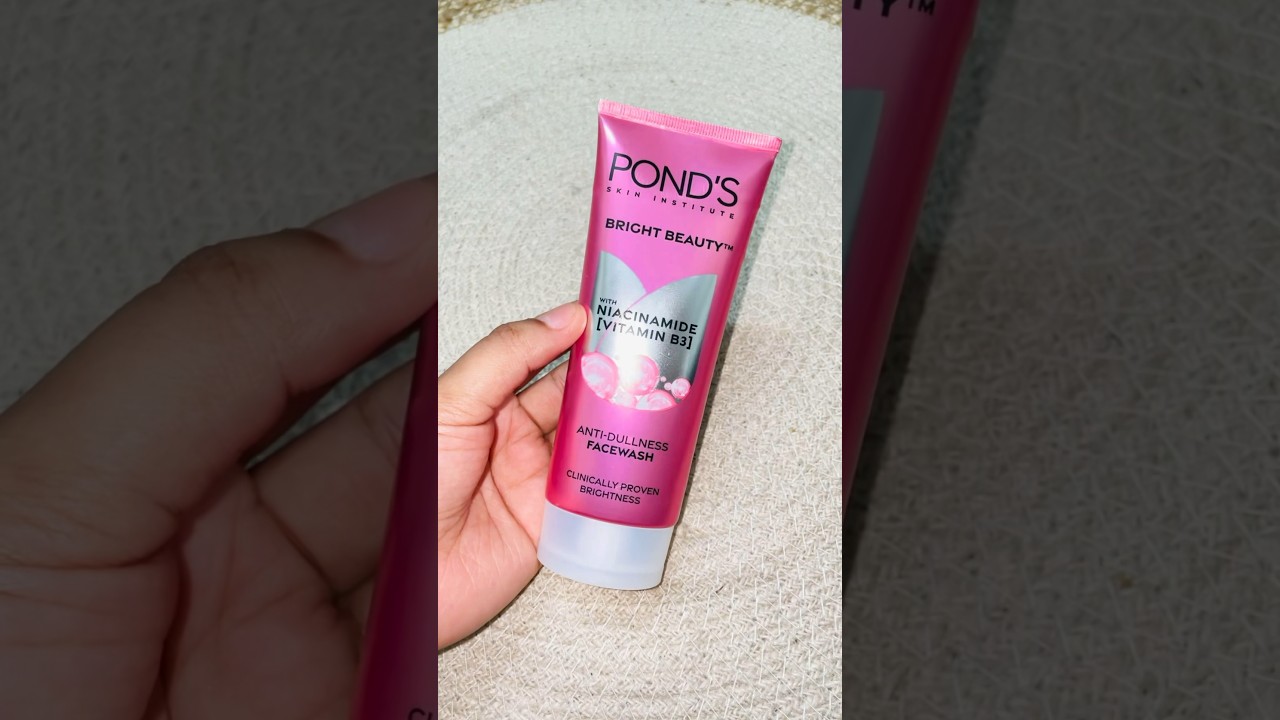 POND'S
SKIN INSTITUTE
BRIGHT BEAUTY™
WITH
NIACINAMIDE
[VITAMIN B3]
ANTI-DULLNESS
FACEWASH
CLINICALLY PROVEN
BRIGHTNESS